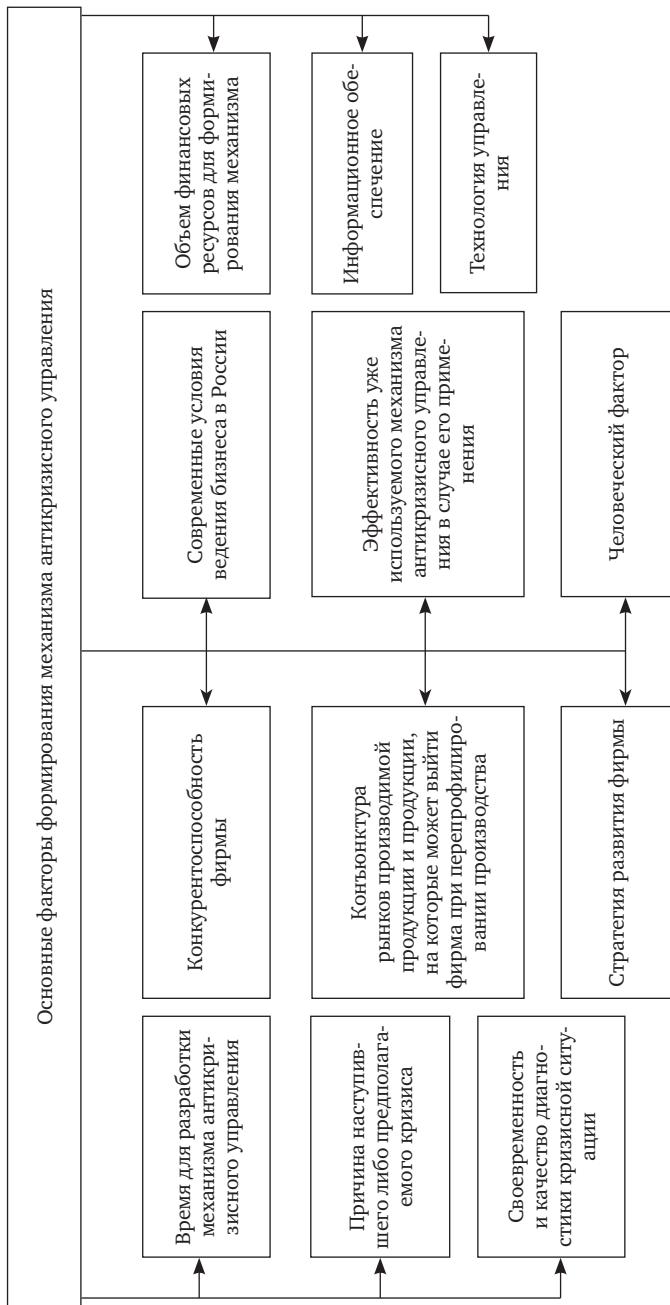 Основные факторы формирования механизма антикризисного управления
Время для разработки
механизма антикри-
зисного управления
Конкурентоспособность
фирмы
Современные условия
ведения бизнеса в России
Объем финансовых
ресурсов для форми-
рования механизма
Причина наступив-
шего либо предполага-
емого кризиса
Конъюнктура
рынков производимой
продукции и продукции,
на которые может выйти
фирма при перепрофилиро-
вании производства
Эффективность уже
используемого механизма
антикризисного управле-
ния в случае его приме-
нения
Информационное обе-
спечение
Своевременность
и качество диагно-
стики кризисной ситу-
ации
Стратегия развития фирмы
Человеческий фактор
Технология управле-
ния